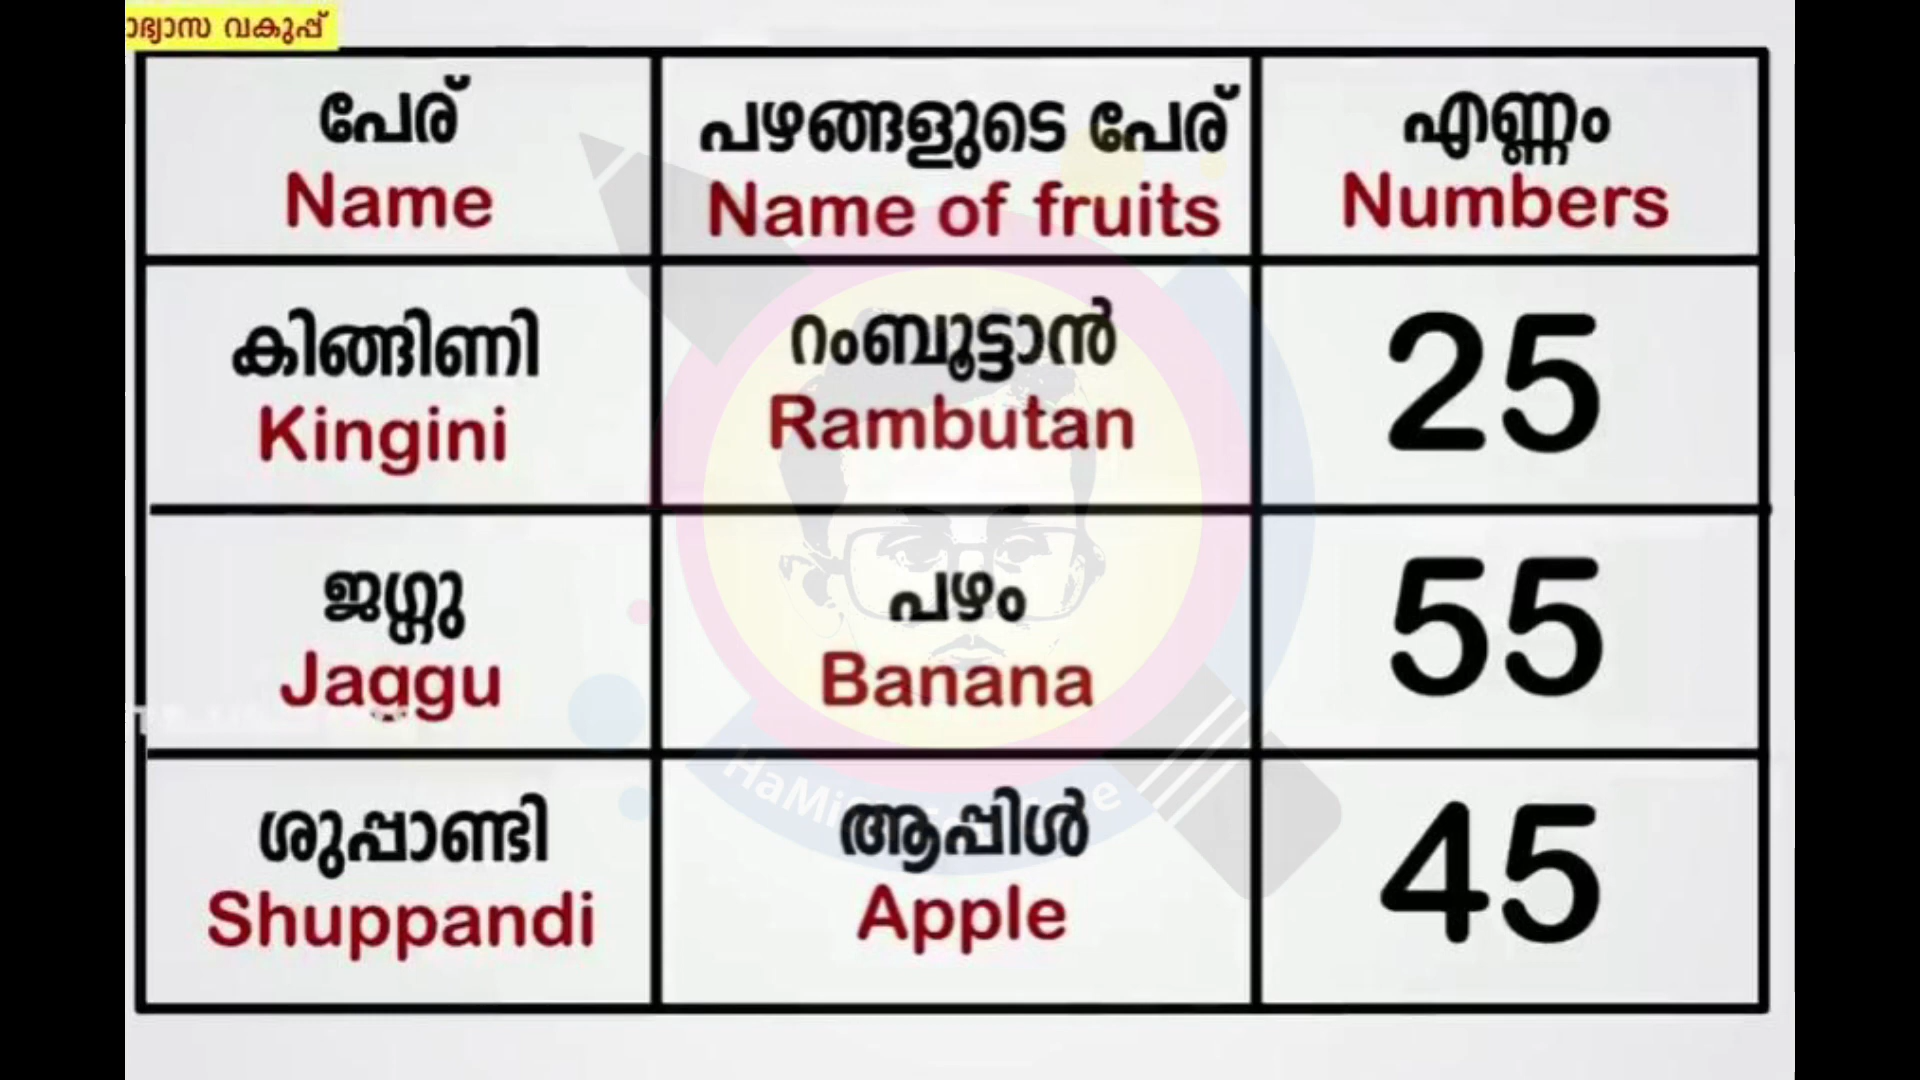 ാഭ്യാസ വകുപ്പ്
പേര്
Name
പഴങ്ങളുടെ പേര്
Name of fruits
എണ്ണം
Numbers
കിങ്ങിണി
Kingini
റംബൂട്ടാൻ
Rambutan
25
ജഗ്ഗു
Jaggu
പഴം
Banana
55
ശുപ്പാണ്ടി
Shuppandi
ആപ്പിൾ
Apple
45